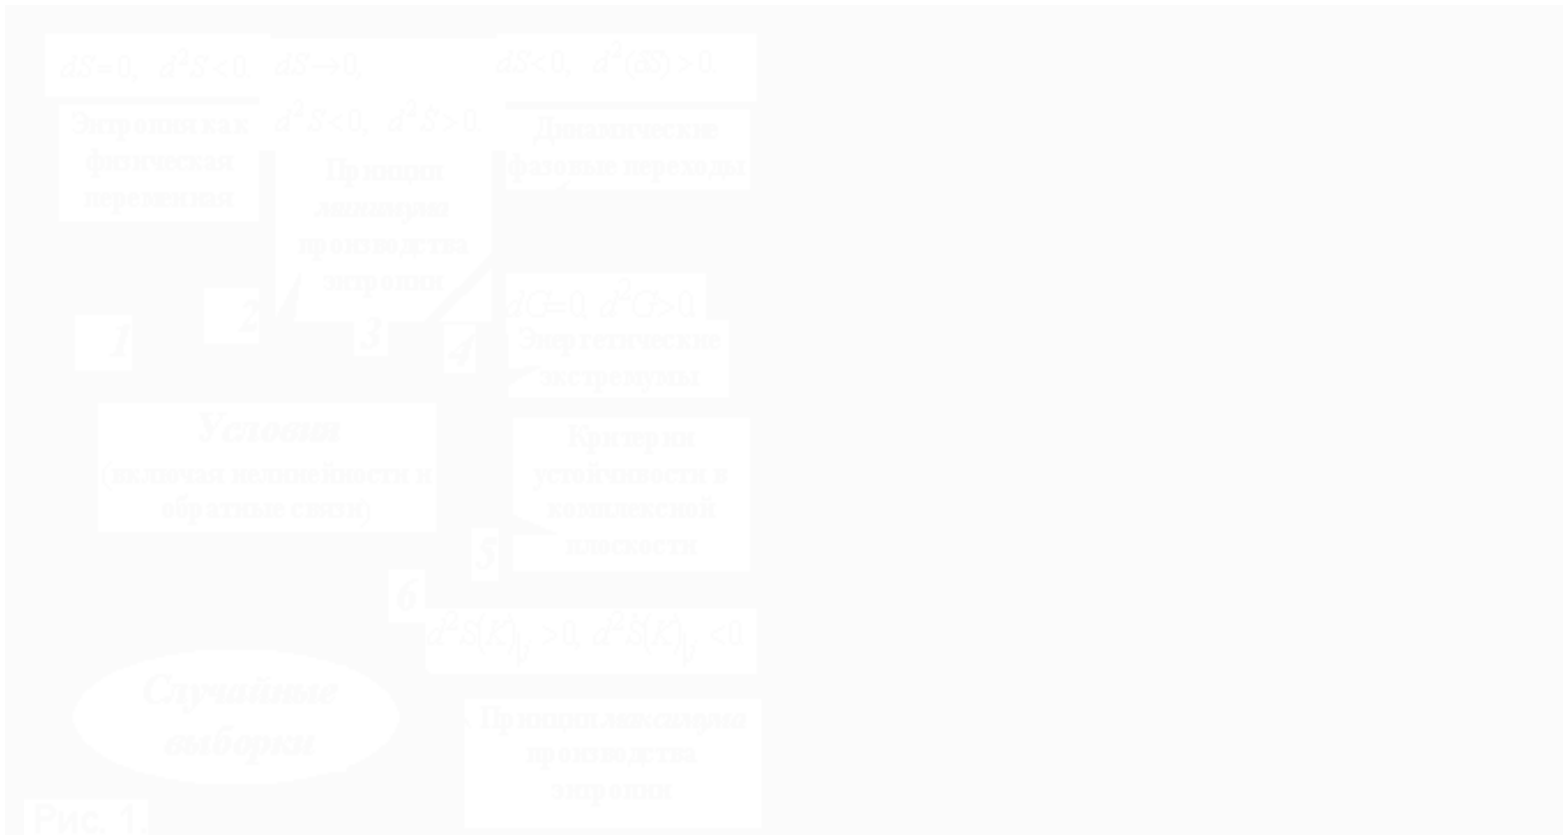 dS=0, d²S<0.
Энтропия как
физическая
переменная
dS→0,
d²S<0, d²Ṡ>0.
Принцип
минимума
производства
энтропии
dS<0, d²(δS)>0.
Динамические
фазовые переходы
1
2
3
4
dG=0. d²G>0.
Энергетические
экстремумы
Условия
(включая нелинейности и
обратные связи)
Критерии
устойчивости в
комплексной
плоскости
5
6
Случайные
выборки
Принцип максимума
производства
энтропии
Рис. 1.